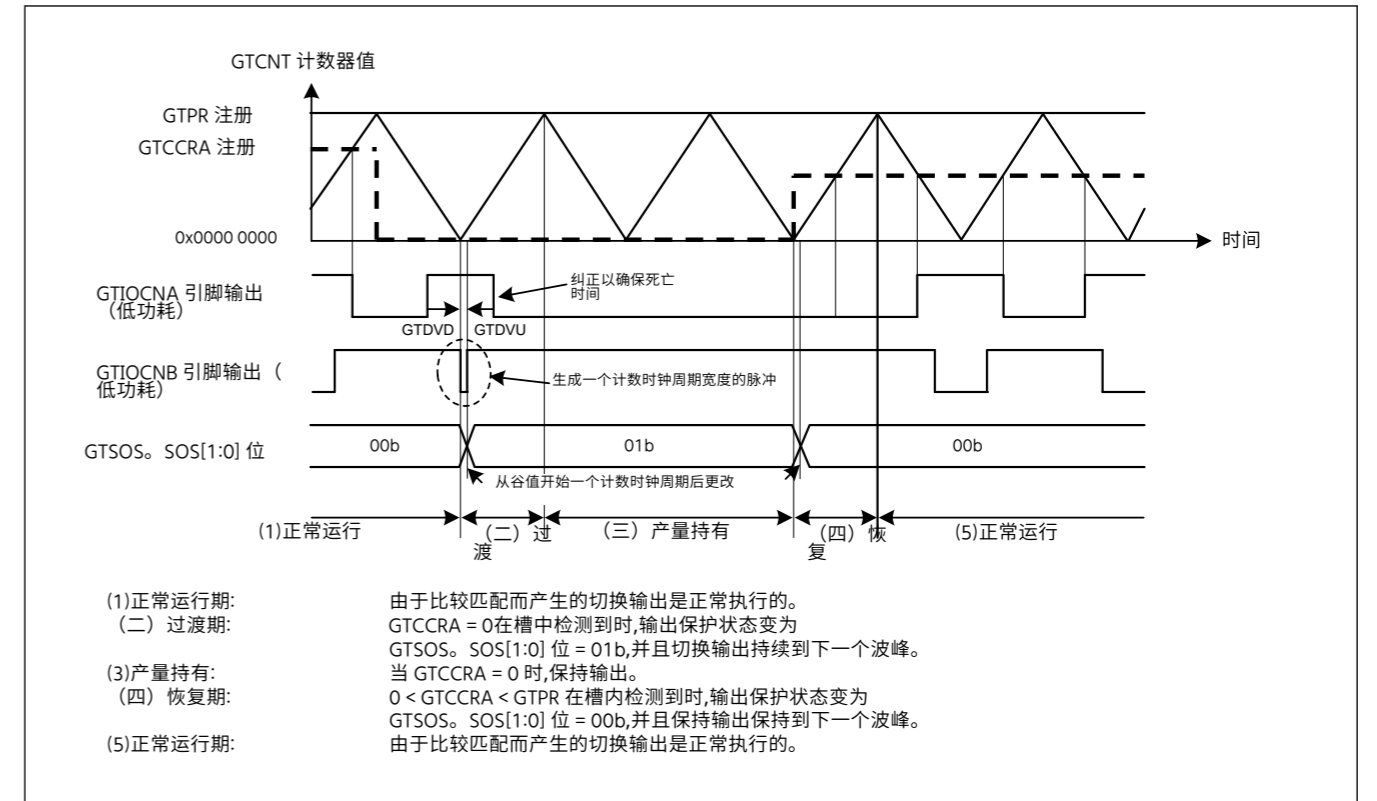 GTCNT 计数器值
GTPR 注册
GTCCRA 注册
0x0000 0000
时间
GTIOCNA 引脚输出
（低功耗）
纠正以确保死亡
时间
GTDVD
GTDVU
GTIOCNB 引脚输出（
低功耗）
生成一个计数时钟周期宽度的脉冲
GTSOS。SOS[1:0] 位
00b
01b
00b
从谷值开始一个计数时钟周期后更改
(1)正常运行
（二）过
渡
（三）产量持有
（四）恢
复
(5)正常运行
(1)正常运行期: 由于比较匹配而产生的切换输出是正常执行的。
（二）过渡期: GTCCRA = 0在槽中检测到时,输出保护状态变为
GTSOS。SOS[1:0] 位 = 01b,并且切换输出持续到下一个波峰。
(3)产量持有: 当 GTCCRA = 0 时,保持输出。
（四）恢复期: 0 < GTCCRA < GTPR 在槽内检测到时,输出保护状态变为
GTSOS。SOS[1:0] 位 = 00b,并且保持输出保持到下一个波峰。
(5)正常运行期: 由于比较匹配而产生的切换输出是正常执行的。